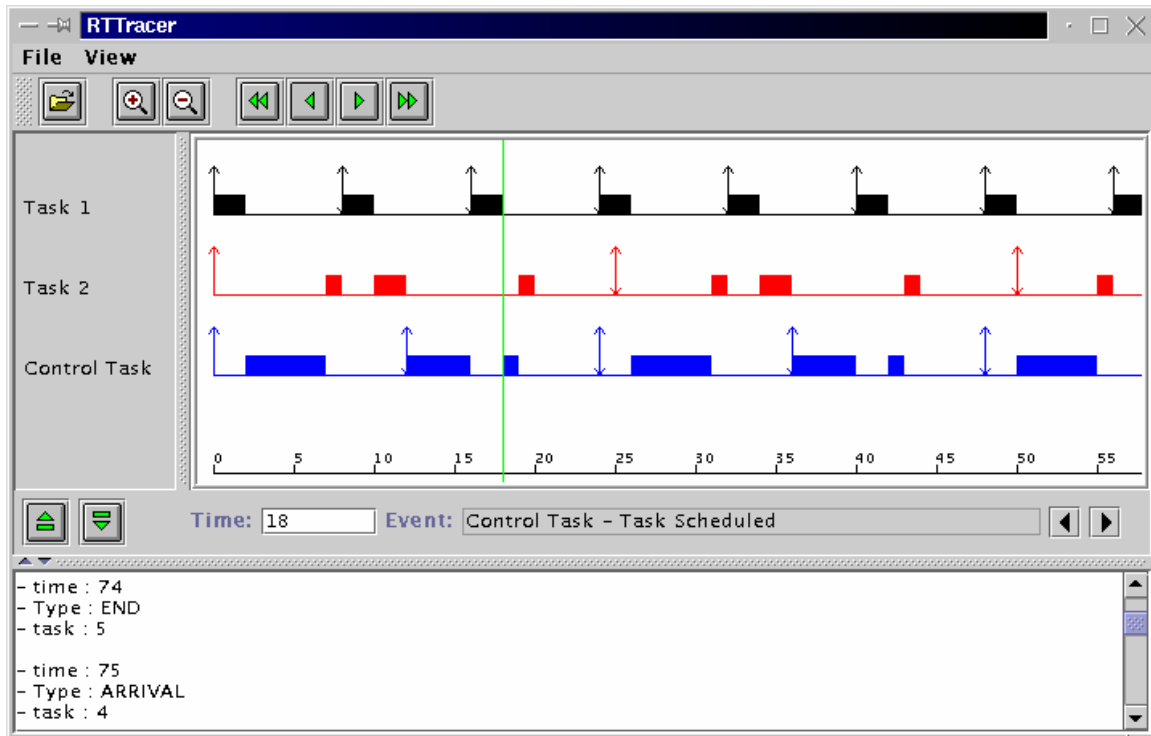 RTTracer
File View
Task 1
Task 2
Control Task
0 5 10 15 20 25 30 35 40 45 50 55
Time: 18 Event: Control Task - Task Scheduled
- time : 74
- Type : END
- task : 5
- time : 75
- Type : ARRIVAL
- task : 4